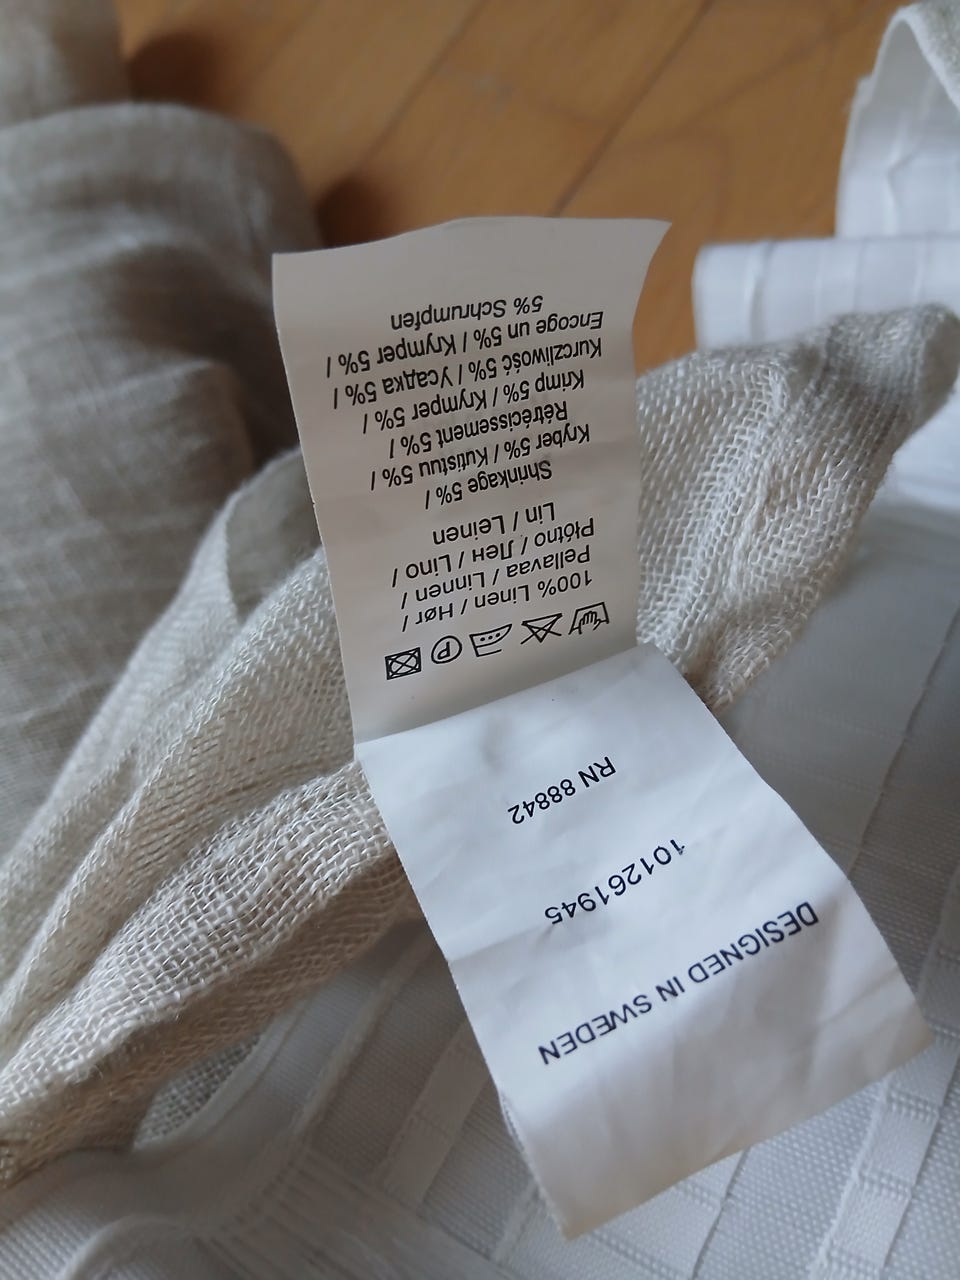 DESIGNED IN SWEDEN
101261945
RN 88842
100% Linen / Hør /
Pellavaa / Linnen /
Płótno / Лен / Lino /
Lin / Leinen
Shrinkage 5% /
Kryber 5% / Kutistuu 5% /
Rétrécissement 5% /
Krimp 5% / Krymper 5% /
Kurczliwość 5% / Усадка 5% /
Encoge un 5% / Krymper 5% /
5% Schrumpfen